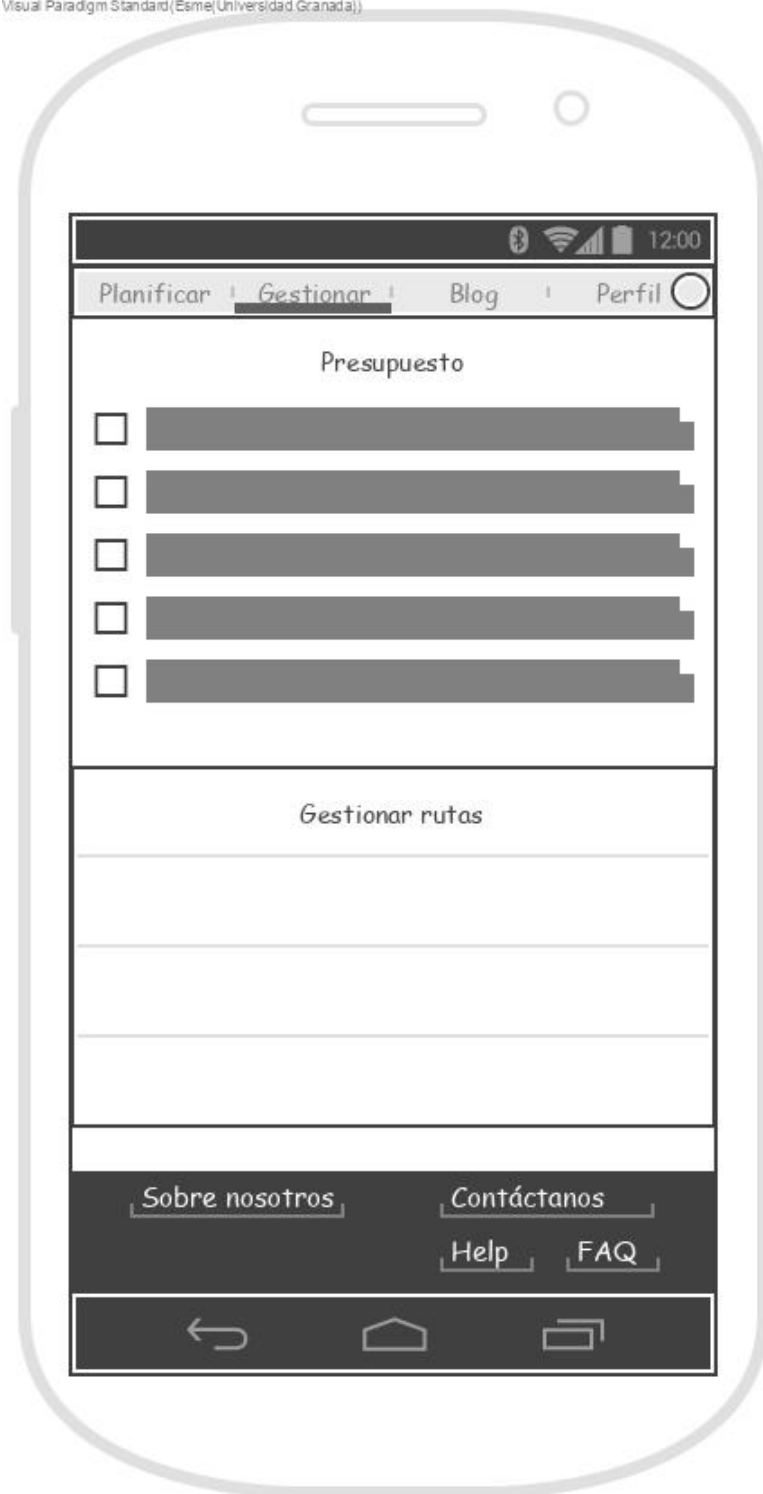 Visual Paradigm Standard(Esme(Universidad Granada))
12:00
Planificar Gestionar Blog Perfil
Presupuesto
Gestionar rutas
Sobre nosotros Contáctanos
Help FAQ